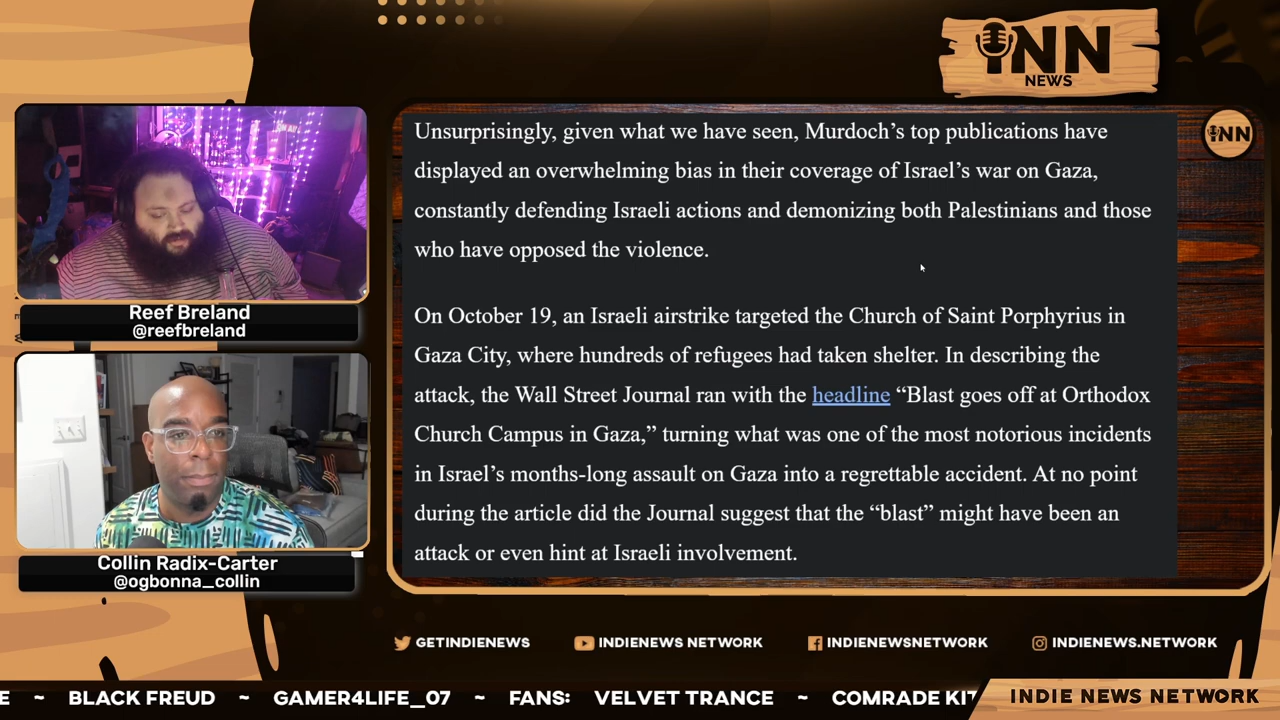 INN
NEWS
INN
Unsurprisingly, given what we have seen, Murdoch’s top publications have
displayed an overwhelming bias in their coverage of Israel’s war on Gaza,
constantly defending Israeli actions and demonizing both Palestinians and those
who have opposed the violence.
On October 19, an Israeli airstrike targeted the Church of Saint Porphyrius in
Gaza City, where hundreds of refugees had taken shelter. In describing the
attack, the Wall Street Journal ran with the headline “Blast goes off at Orthodox
Church Campus in Gaza,” turning what was one of the most notorious incidents
in Israel’s months-long assault on Gaza into a regrettable accident. At no point
during the article did the Journal suggest that the “blast” might have been an
attack or even hint at Israeli involvement.
Reef Breland
@reefbreland
Collin Radix-Carter
@ogbonna_collin
GETINDIENEWS INDIENEWS NETWORK INDIENEWSNETWORK INDIENEWS.NETWORK
E ~ BLACK FREUD ~ GAMER4LIFE_07 ~ FANS: VELVET TRANCE ~ COMRADE KIT
INDIE NEWS NETWORK